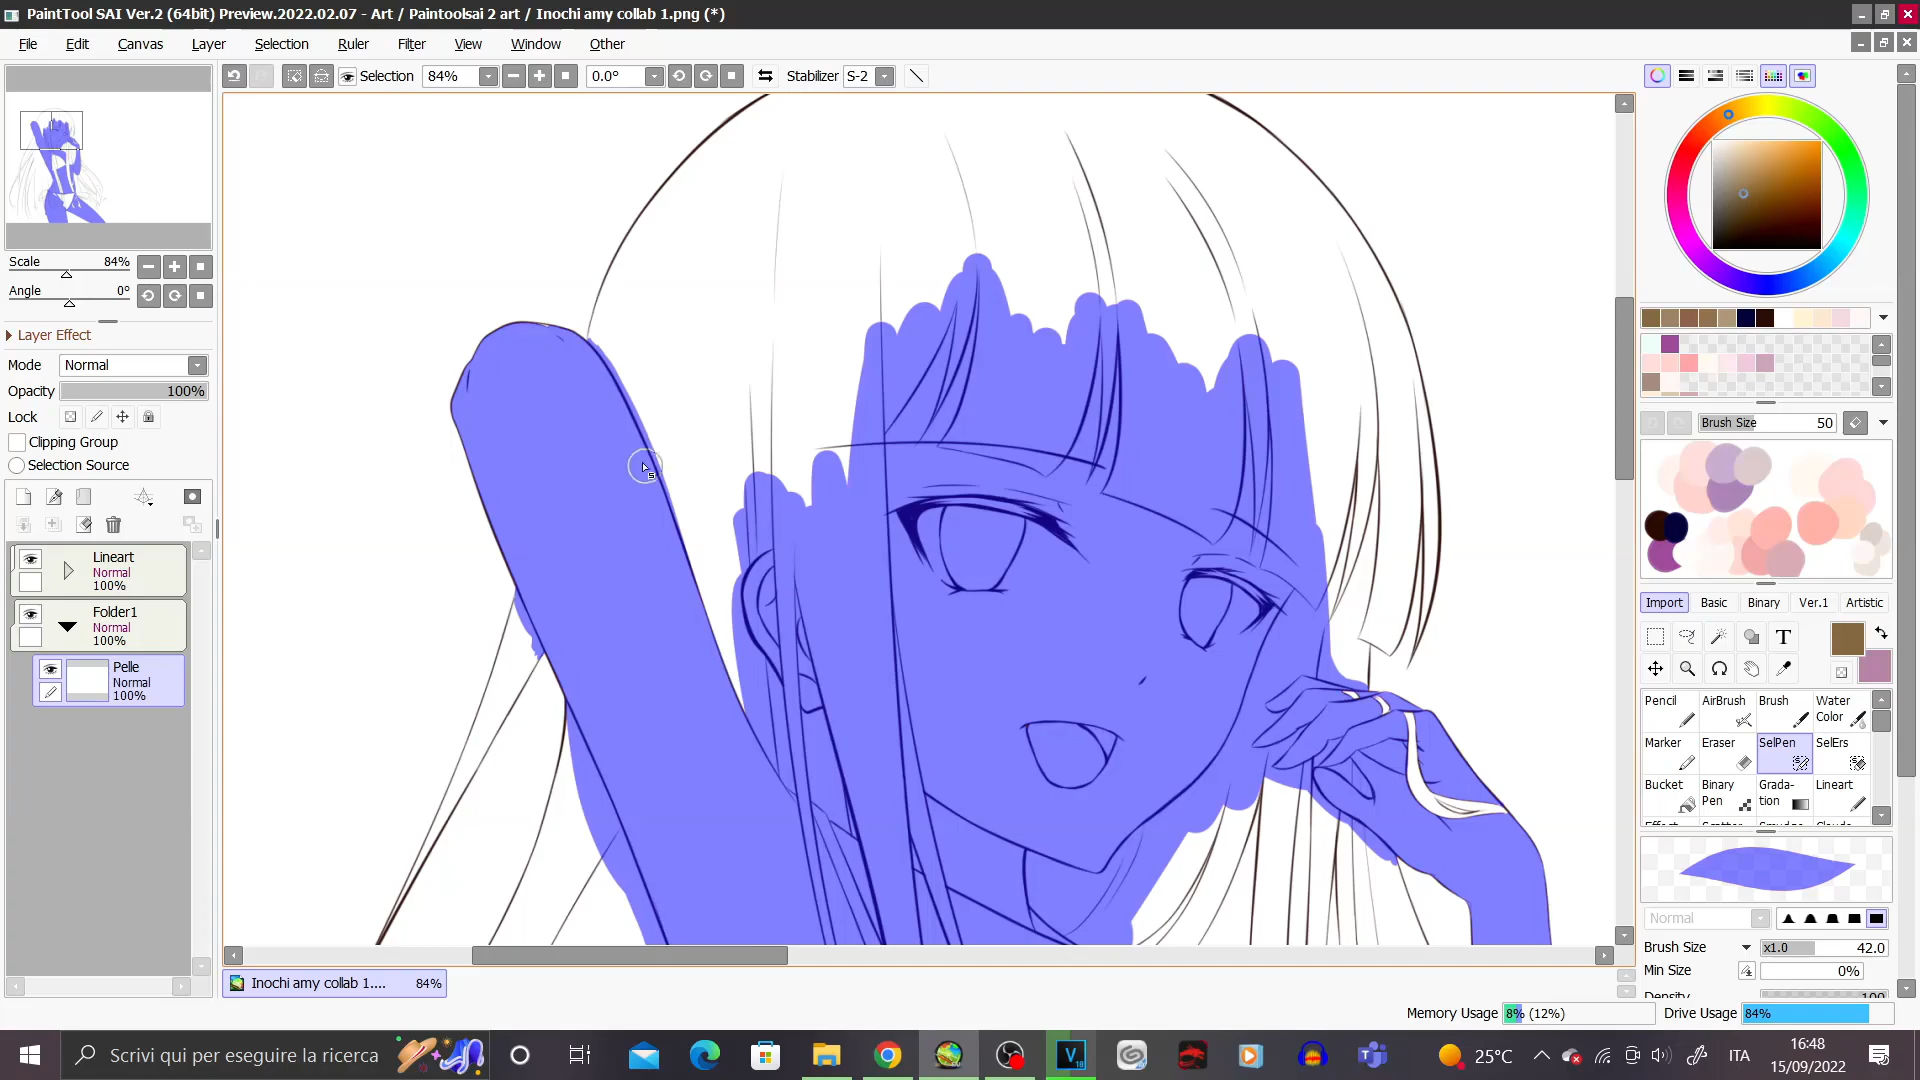 PaintTool SAI Ver.2 (64bit) Preview.2022.02.07 - Art / Paintoolsai 2 art / Inochi amy collab 1.png (*)
File Edit Canvas Layer Selection Ruler Filter View Window Other
Selection 84% 0.0° Stabilizer S-2
Scale 84%
Angle 0°
Layer Effect
Mode Normal
Opacity 100%
Lock
Clipping Group
Selection Source
Lineart
Normal
100%
Folder1
Normal
100%
Pelle
Normal
100%
Brush Size 50
Import Basic Binary Ver.1 Artistic
T
Pencil AirBrush Brush Water Color
Marker Eraser SelPen SelErs
Bucket Binary Pen Grada-tion Lineart
Normal
Brush Size x1.0 42.0
Min Size 0%
Density 100
Inochi amy collab 1.... 84%
Memory Usage 8% (12%) Drive Usage 84%
Scrivi qui per eseguire la ricerca
25°C ITA 16:48
15/09/2022